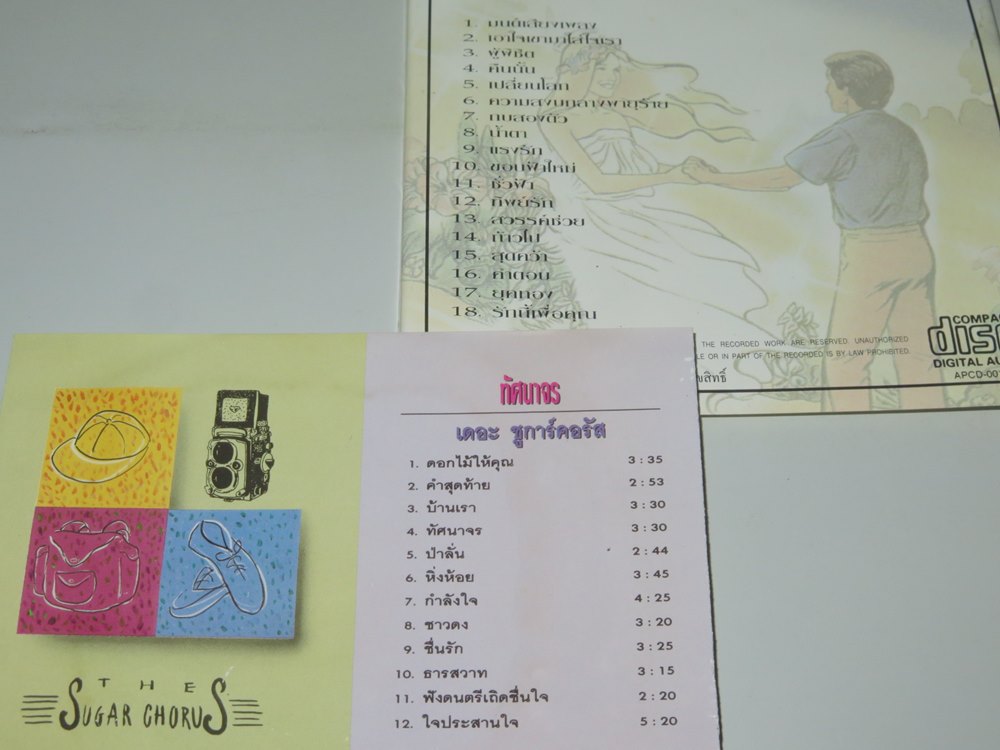 1. มนต์เสียงเพลง
2. เอาใจเขามาใส่ใจเรา
3. ผู้พิชิต
4. คืนนั้น
5. เปลี่ยนโลก
6. ความสงบกลางพายุร้าย
7. กบสองตัว
8. น้ำตา
9. แรงรัก
10. ขอบฟ้าใหม่
11. ชั่วฟ้า
12. ทิพย์รัก
13. สวรรค์ช่วย
14. ก้าวไป
15. สุดคว้า
16. คำตอบ
17. ยุคทอง
18. รักนี้เพื่อคุณ
THE RECORDED WORK ARE RESERVED. UNAUTHORIZED
LE OR IN PART OF THE RECORDED IS BY LAW PROHIBITED.
ขสิทธิ์
COMPA
disc
DIGITAL AU
APCD-00
ทัศนาจร
เดอะ ชูการ์คอรัส
1. ดอกไม้ให้คุณ 3 : 35
2. คำสุดท้าย 2 : 53
3. บ้านเรา 3 : 30
4. ทัศนาจร 3 : 30
5. ป่าลั่น 2 : 44
6. หิ่งห้อย 3 : 45
7. กำลังใจ 4 : 25
8. ชาวดง 3 : 20
9. ชื่นรัก 3 : 25
10. ธารสวาท 3 : 15
11. ฟังดนตรีเถิดชื่นใจ 2 : 20
12. ใจประสานใจ 5 : 20
THE
SUGAR CHORUS